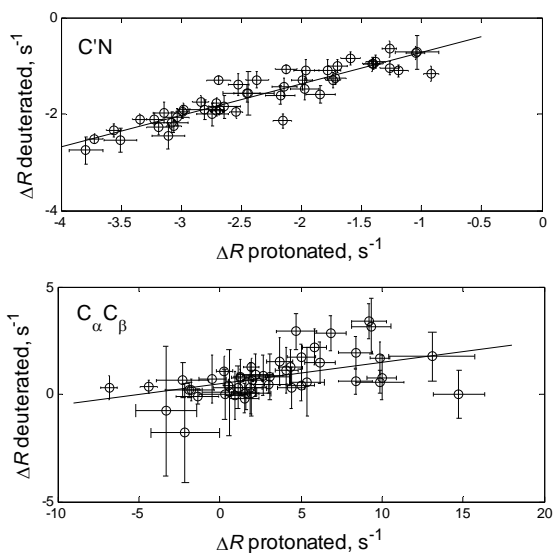 0
C'N
-2
-4
ΔR deuterated, s⁻¹
-4 -3.5 -3 -2.5 -2 -1.5 -1 -0.5 0
ΔR protonated, s⁻¹
5
CαCβ
0
-5
ΔR deuterated, s⁻¹
-10 -5 0 5 10 15 20
ΔR protonated, s⁻¹